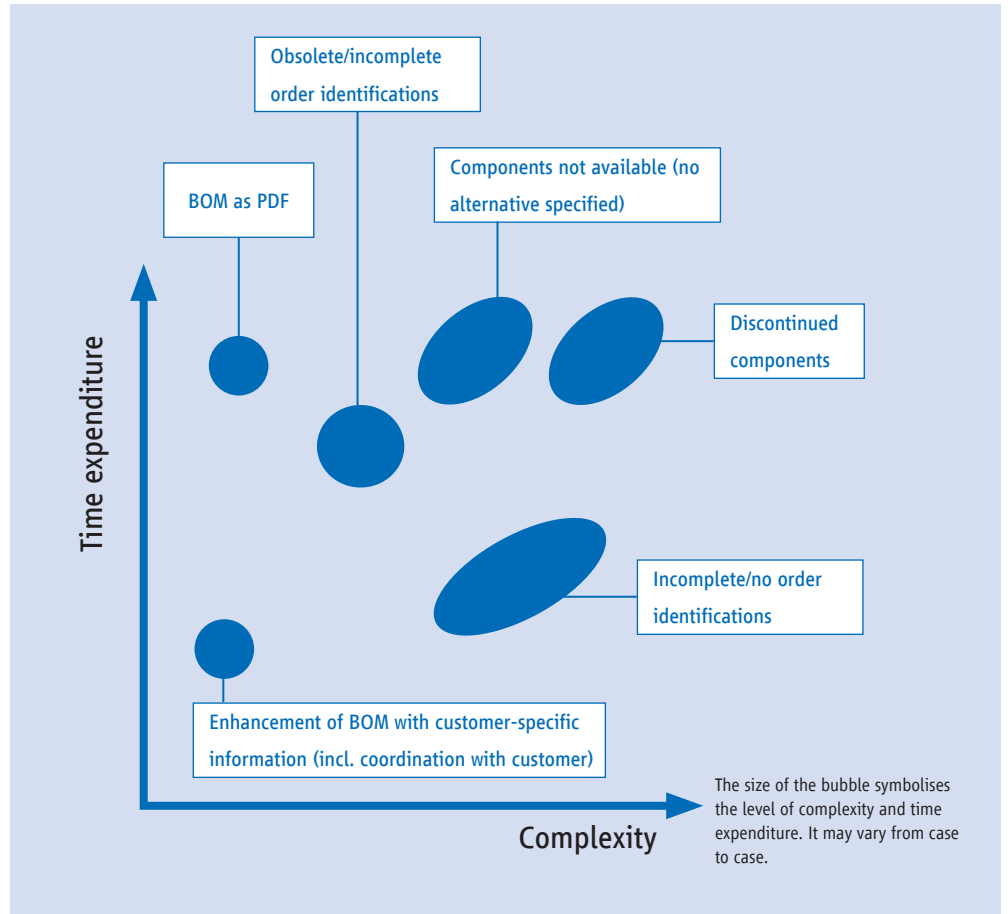 Obsolete/incomplete
order identifications
Components not available (no
alternative specified)
BOM as PDF
Discontinued
components
Time expenditure
Incomplete/no order
identifications
Enhancement of BOM with customer-specific
information (incl. coordination with customer)
Complexity
The size of the bubble symbolises
the level of complexity and time
expenditure. It may vary from case
to case.